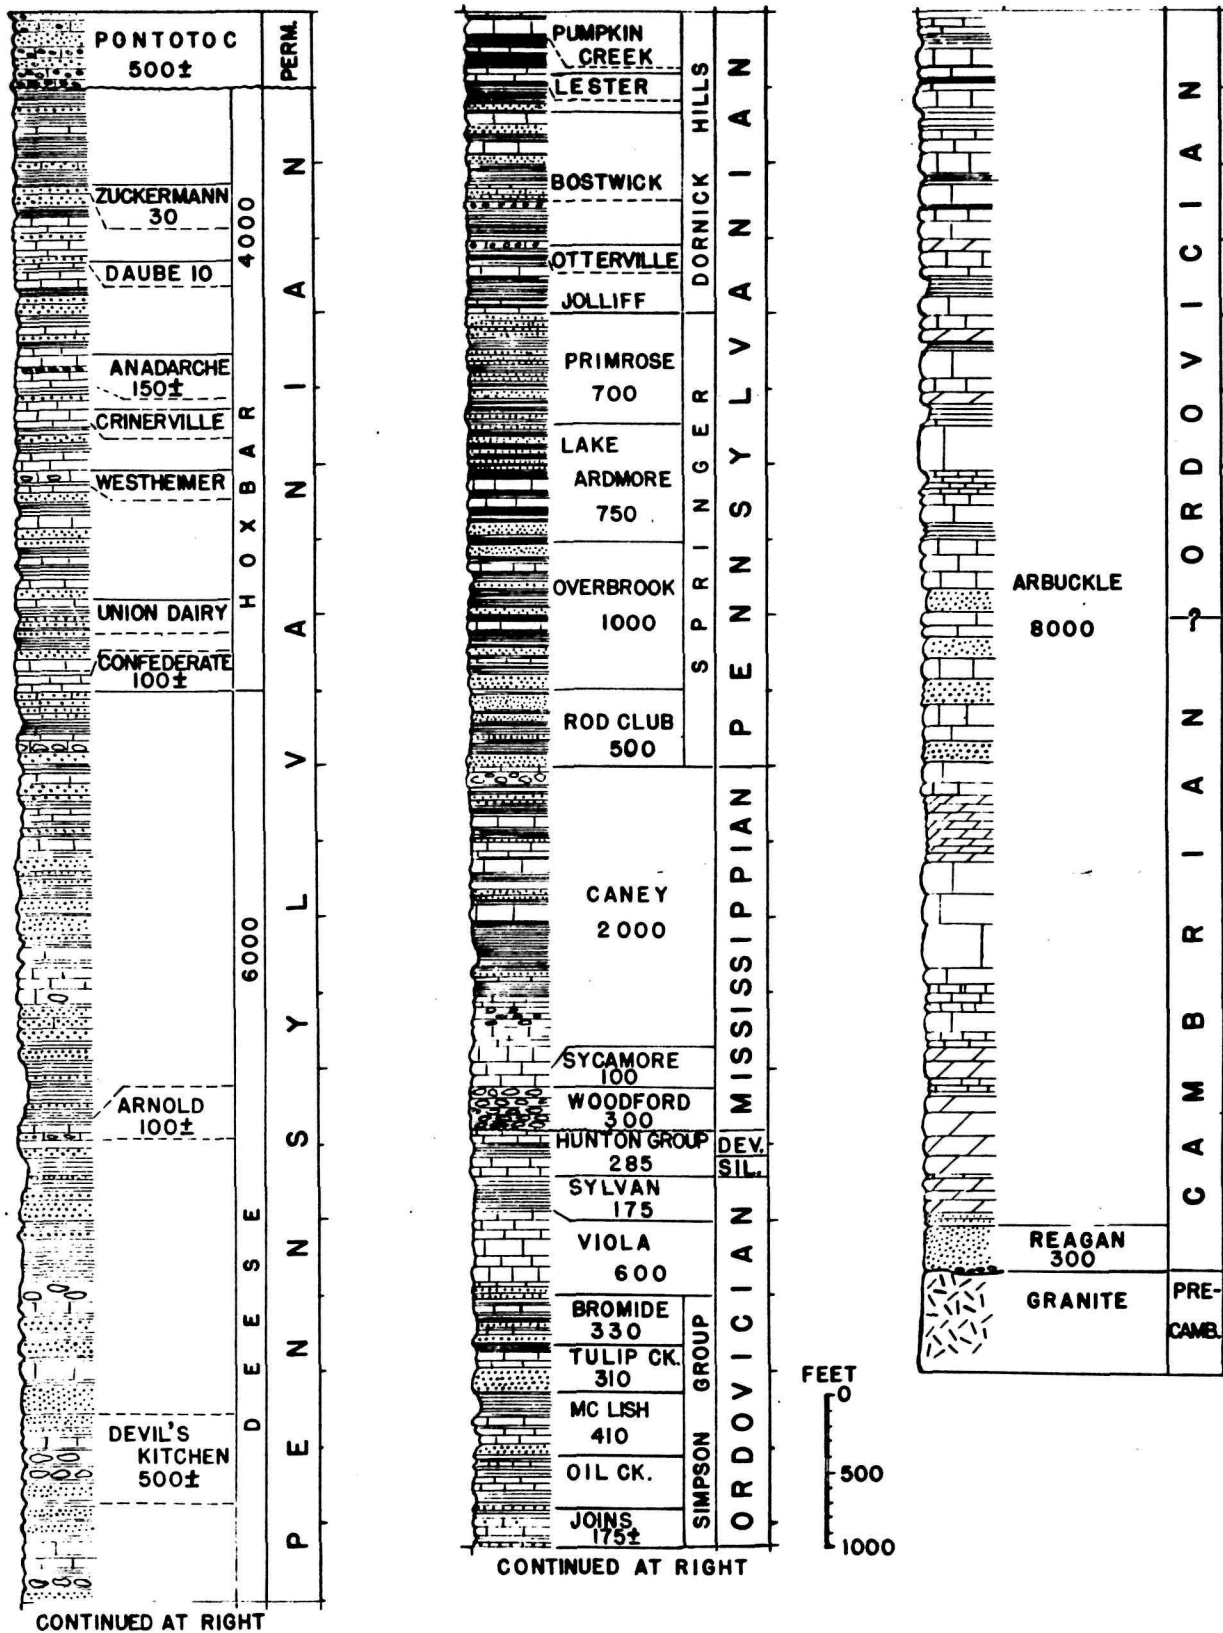 PONTOTOC
500±
PERM.
ZUCKERMANN
30
DAUBE 10
ANADARCHE
150±
CRINERVILLE
WESTHEIMER
UNION DAIRY
CONFEDERATE
100±
4000
HOXBAR
ARNOLD
100±
DEVIL'S
KITCHEN
500±
6000
DEESE
PENNSYLVANIAN
CONTINUED AT RIGHT
PUMPKIN
CREEK
LESTER
BOSTWICK
OTTERVILLE
JOLLIFF
DORNICK HILLS
PRIMROSE
700
LAKE
ARDMORE
750
OVERBROOK
1000
ROD CLUB
500
SPRINGER
PENNSYLVANIAN
CANEY
2000
SYCAMORE
100
WOODFORD
300
MISSISSIPPIAN
HUNTON GROUP
285
DEV.
SIL.
SYLVAN
175
VIOLA
600
BROMIDE
330
TULIP CK.
310
MC LISH
410
OIL CK.
JOINS
175±
SIMPSON GROUP
ORDOVICIAN
CONTINUED AT RIGHT
FEET
0
500
1000
ARBUCKLE
8000
ORDOVICIAN
?
CAMBRIAN
REAGAN
300
GRANITE
PRE-
CAMB.